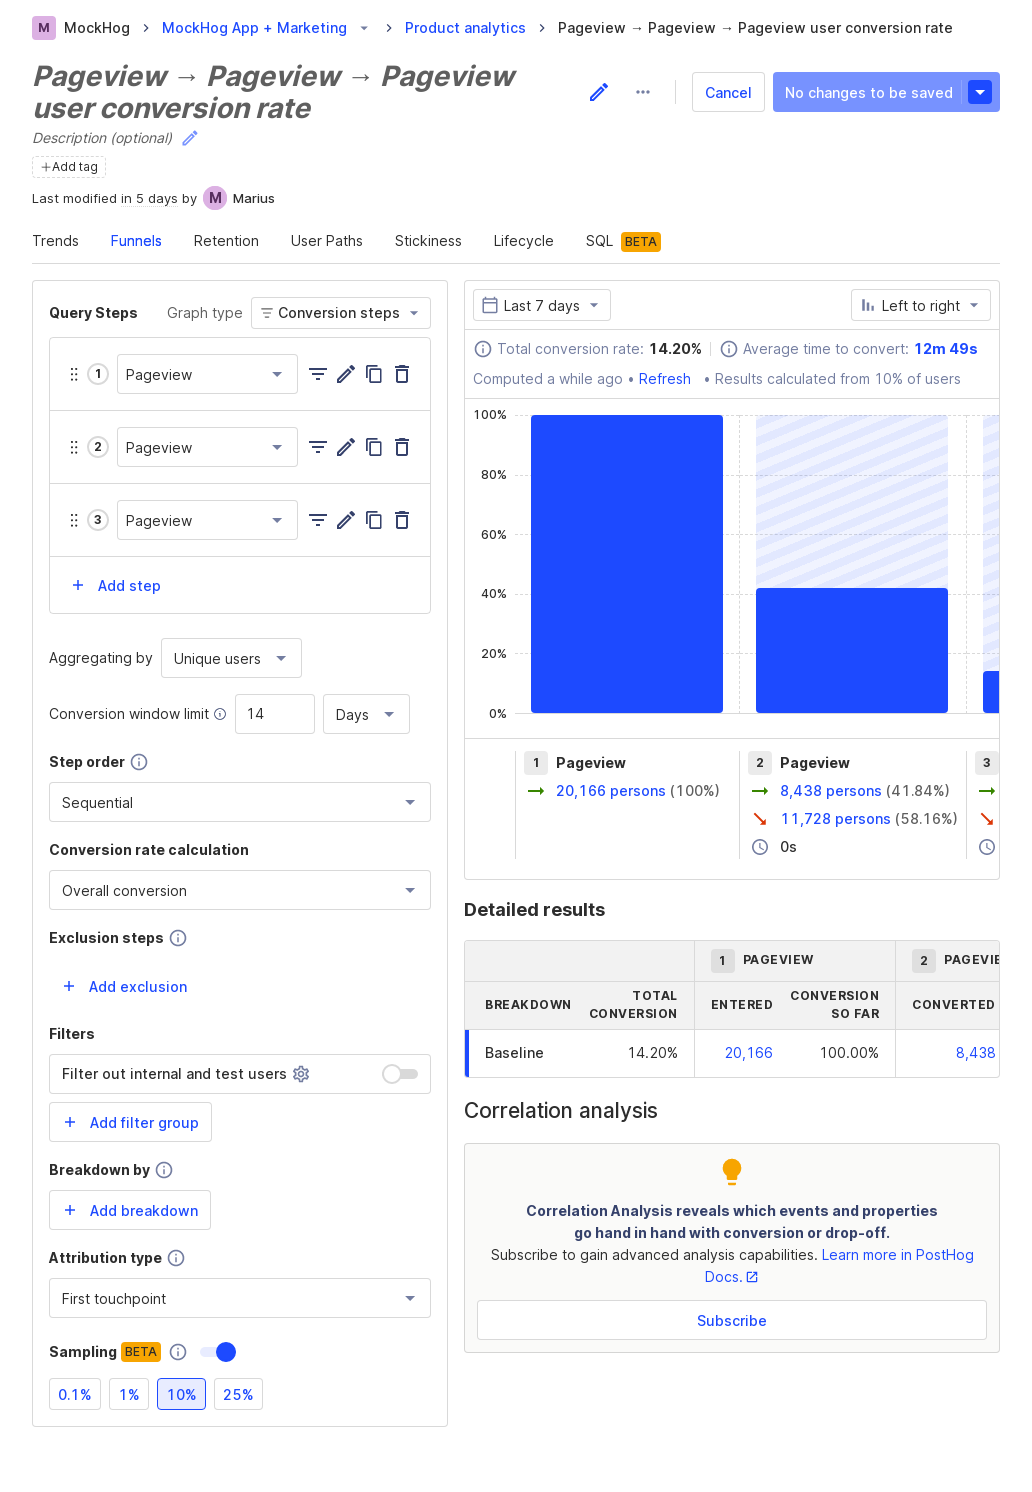 M MockHog > MockHog App + Marketing > Product analytics > Pageview → Pageview → Pageview user conversion rate
Pageview → Pageview → Pageview
user conversion rate
Cancel
No changes to be saved
Description (optional)
+Add tag
Last modified in 5 days by M Marius
Trends Funnels Retention User Paths Stickiness Lifecycle SQL BETA
Query Steps Graph type Conversion steps
1 Pageview
2 Pageview
3 Pageview
+ Add step
Aggregating by Unique users
Conversion window limit 14 Days
Step order
Sequential
Conversion rate calculation
Overall conversion
Exclusion steps
+ Add exclusion
Filters
Filter out internal and test users
+ Add filter group
Breakdown by
+ Add breakdown
Attribution type
First touchpoint
Sampling BETA
0.1% 1% 10% 25%
Last 7 days Left to right
Total conversion rate: 14.20% Average time to convert: 12m 49s
Computed a while ago • Refresh • Results calculated from 10% of users
100%
80%
60%
40%
20%
0%
1 Pageview 2 Pageview 3
20,166 persons (100%) 8,438 persons (41.84%)
11,728 persons (58.16%)
0s
Detailed results
1 PAGEVIEW 2 PAGEVIE
BREAKDOWN TOTAL CONVERSION ENTERED CONVERSION SO FAR CONVERTED
Baseline 14.20% 20,166 100.00% 8,438
Correlation analysis
Correlation Analysis reveals which events and properties
go hand in hand with conversion or drop-off.
Subscribe to gain advanced analysis capabilities. Learn more in PostHog
Docs.
Subscribe